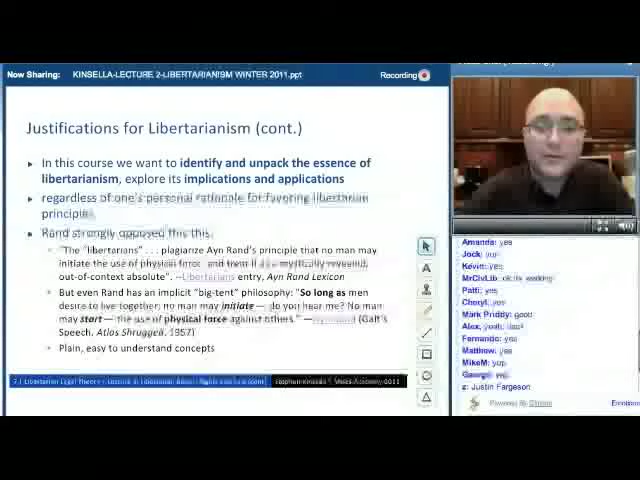 Now Sharing: KINSELLA-LECTURE 2-LIBERTARIANISM WINTER 2011.ppt
Recording
Justifications for Libertarianism (cont.)
In this course we want to identify and unpack the essence of
libertarianism, explore its implications and applications
regardless of one's personal rationale for favoring libertarian
principle
Rand strongly opposed this this.
"The "libertarians" . . . plagiarize Ayn Rand's principle that no man may
initiate the use of physical force and treat it as a mystically revealed,
out-of-context absolute". --Libertarians entry, Ayn Rand Lexicon
But even Rand has an implicit "big-tent" philosophy: "So long as men
desire to live together, no man may initiate — do you hear me? No man
may start — the use of physical force against others." — (Galt's
Speech, Atlas Shrugged, 1957)
Plain, easy to understand concepts
Amanda: yes
Jock: yes
Kevitt: yes
MrCivLib
Patti: yes
Cheryl: yes
Mark Priddy: good
Alex:
Fernando: yes
Matthew: yes
MikeM: yup
George:
z: Justin Fargeson
Powered By